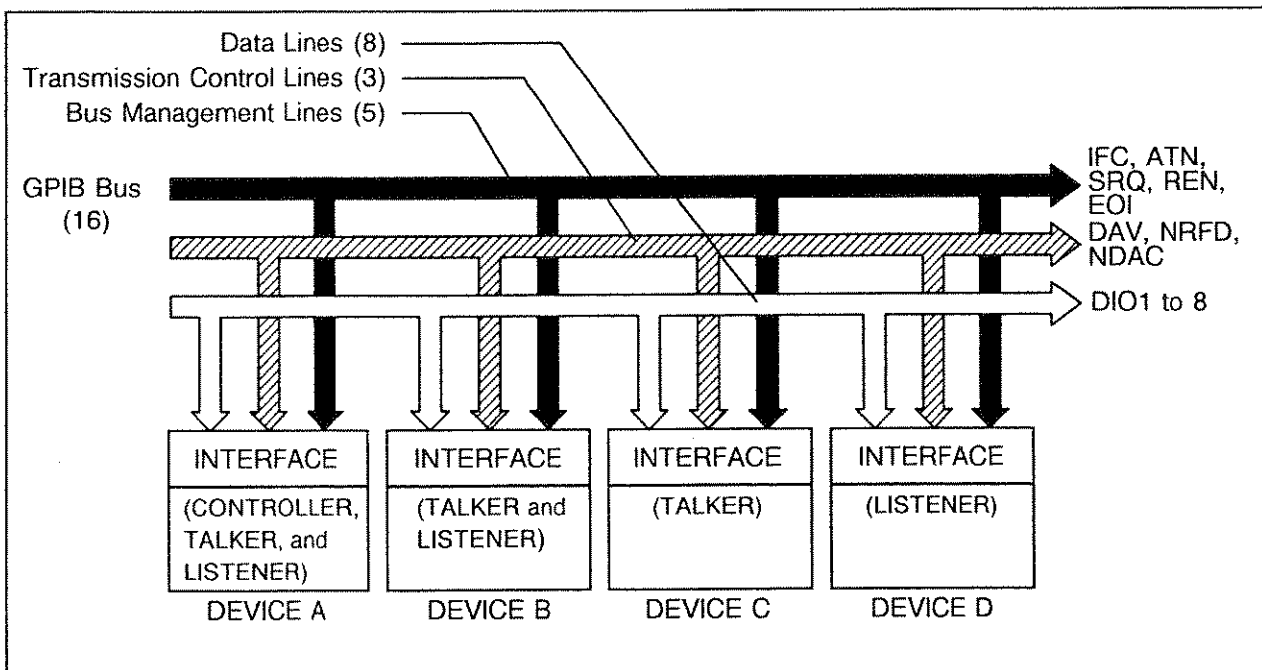 Data Lines (8)
Transmission Control Lines (3)
Bus Management Lines (5)
GPIB Bus
(16)
IFC, ATN,
SRQ, REN,
EOI
DAV, NRFD,
NDAC
DIO1 to 8
INTERFACE
(CONTROLLER,
TALKER, and
LISTENER)
DEVICE A
INTERFACE
(TALKER and
LISTENER)
DEVICE B
INTERFACE
(TALKER)
DEVICE C
INTERFACE
(LISTENER)
DEVICE D